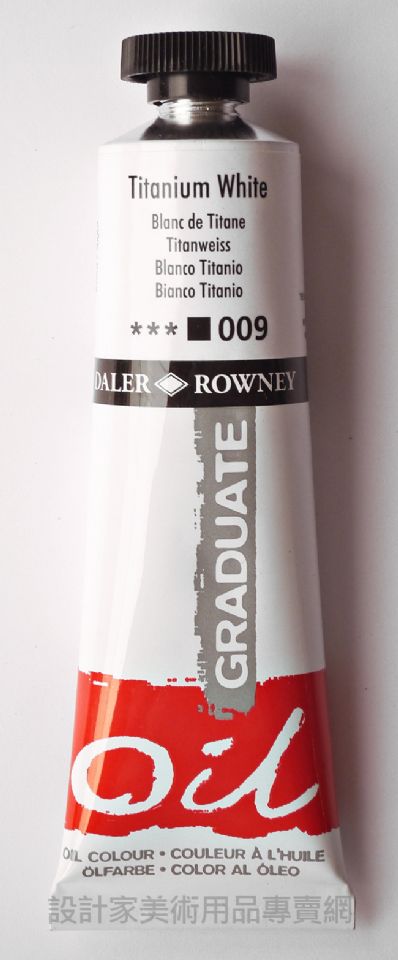 Titanium White
Blanc de Titane
Titanweiss
Blanco Titanio
Bianco Titanio
*** ■ 009
DALER ROWNEY
GRADUATE
Oil
OIL COLOUR • COULEUR À L'HUILE
ÖLFARBE • COLOR AL ÓLEO
設計家美術用品專賣網